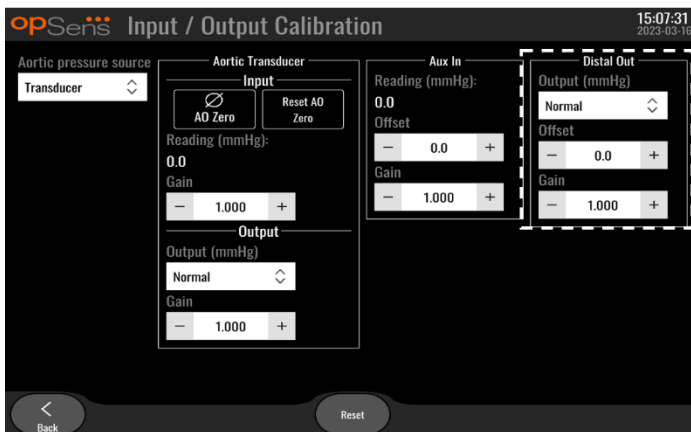 opSens Input / Output Calibration
15:07:31
2023-03-16
Aortic pressure source
Transducer
Aortic Transducer
Input
AO Zero
Reset AO
Zero
Reading (mmHg):
0.0
Gain
− 1.000 +
Output
Output (mmHg)
Normal
Gain
− 1.000 +
Aux In
Reading (mmHg):
0.0
Offset
− 0.0 +
Gain
− 1.000 +
Distal Out
Output (mmHg)
Normal
Offset
− 0.0 +
Gain
− 1.000 +
Back
Reset